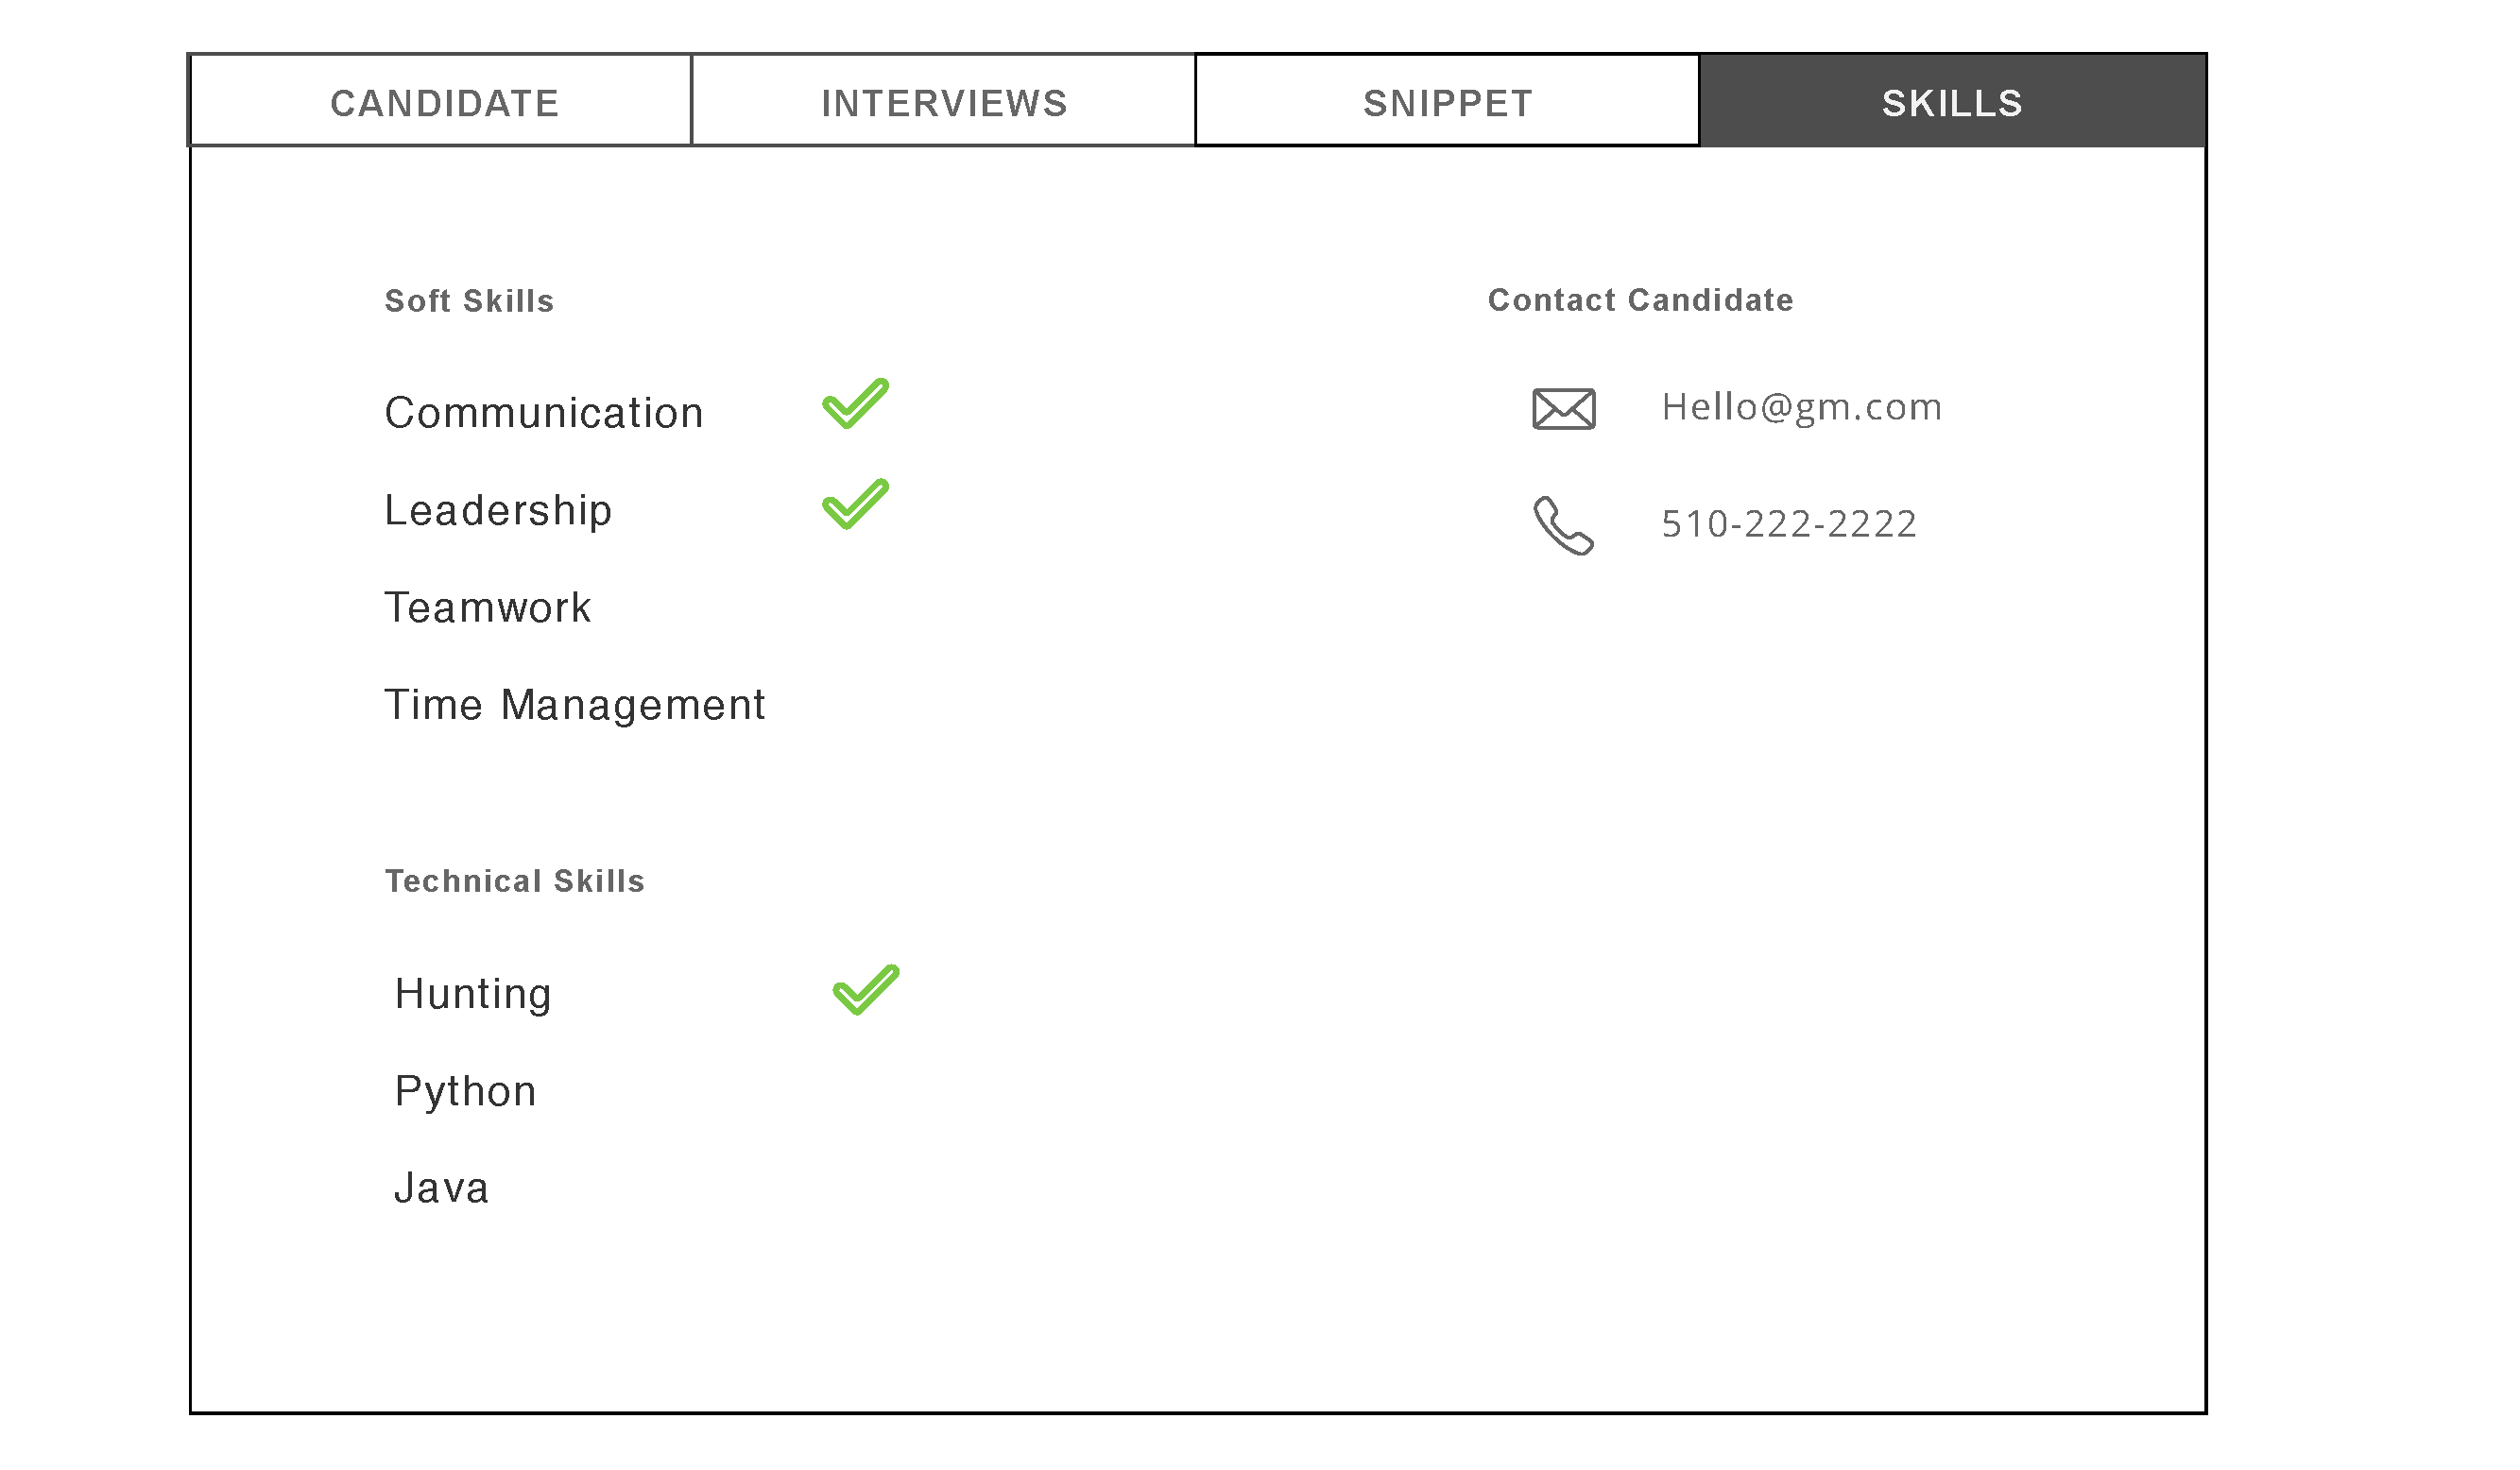 CANDIDATE INTERVIEWS SNIPPET SKILLS
Soft Skills
Communication
Leadership
Teamwork
Time Management
Technical Skills
Hunting
Python
Java
Contact Candidate
Hello@gm.com
510-222-2222